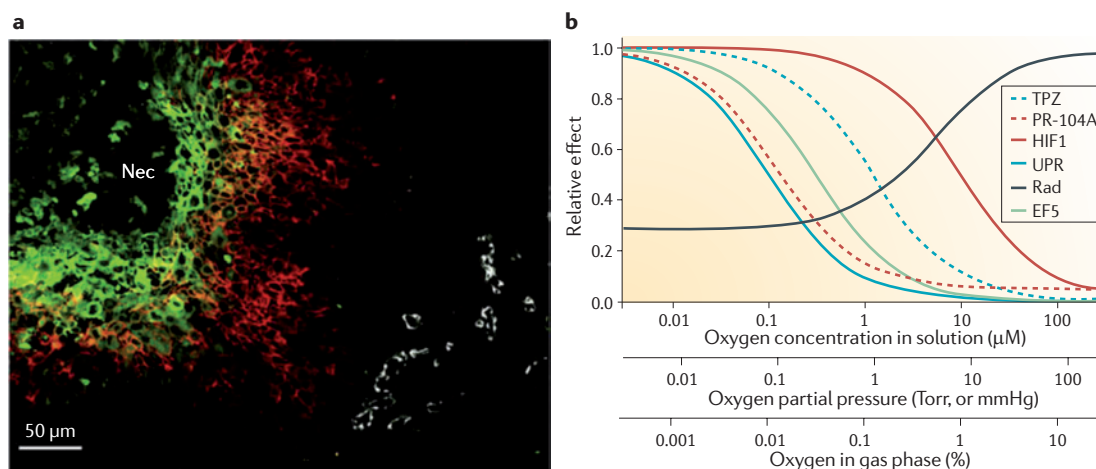 a
Nec
50 µm
b
Relative effect
1.0
0.8
0.6
0.4
0.2
0.0
TPZ
PR-104A
HIF1
UPR
Rad
EF5
0.01 0.1 1 10 100
Oxygen concentration in solution (µM)
0.01 0.1 1 10 100
Oxygen partial pressure (Torr, or mmHg)
0.001 0.01 0.1 1 10
Oxygen in gas phase (%)